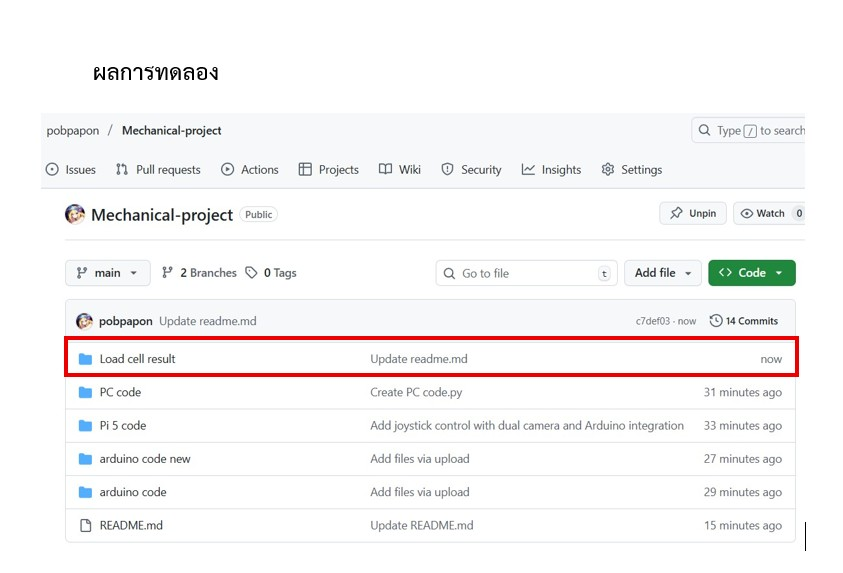 ผลการทดลอง
pobpapon / Mechanical-project
Type / to search
Issues Pull requests Actions Projects Wiki Security Insights Settings
Mechanical-project Public
Unpin Watch 0
main 2 Branches 0 Tags Go to file t Add file Code
pobpapon Update readme.md c7def03 · now 14 Commits
Load cell result Update readme.md now
PC code Create PC code.py 31 minutes ago
Pi 5 code Add joystick control with dual camera and Arduino integration 33 minutes ago
arduino code new Add files via upload 27 minutes ago
arduino code Add files via upload 29 minutes ago
README.md Update README.md 15 minutes ago